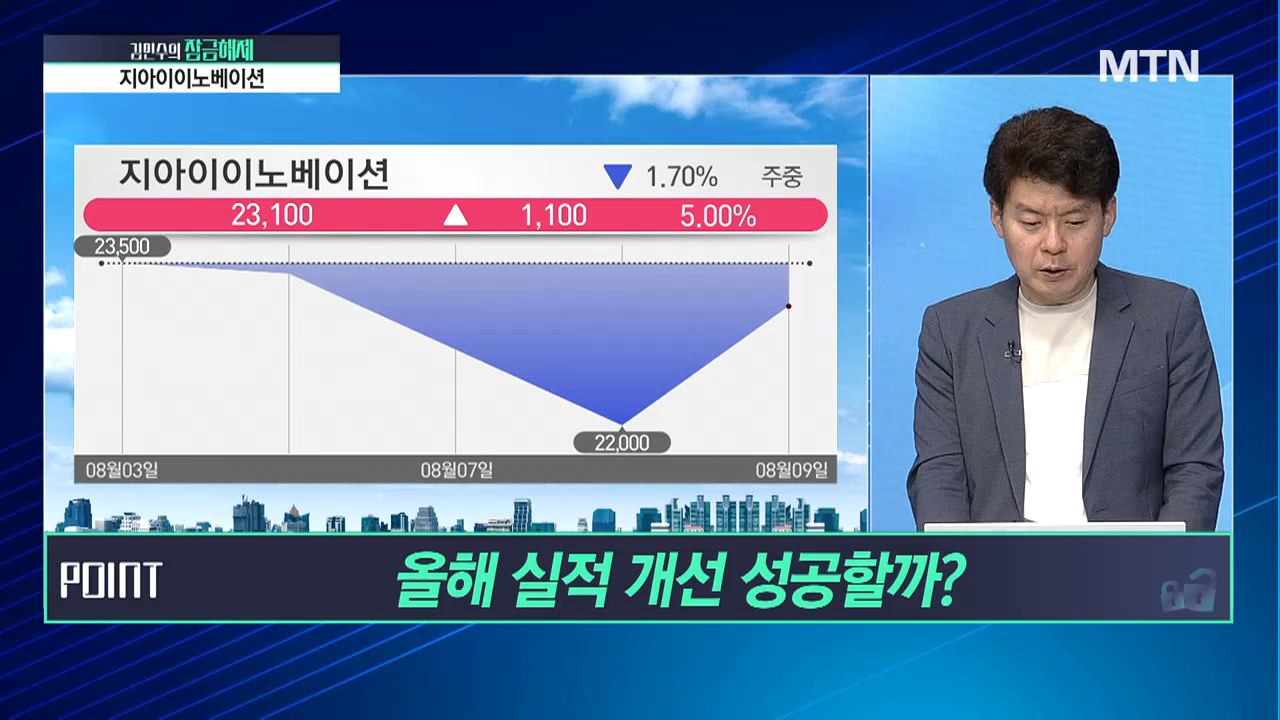 김민수의 잠금해제
지아이이노베이션
MTN
지아이이노베이션 ▼ 1.70% 주중
23,100 ▲ 1,100 5.00%
23,500
22,000
08월03일 08월07일 08월09일
POINT 올해 실적 개선 성공할까?